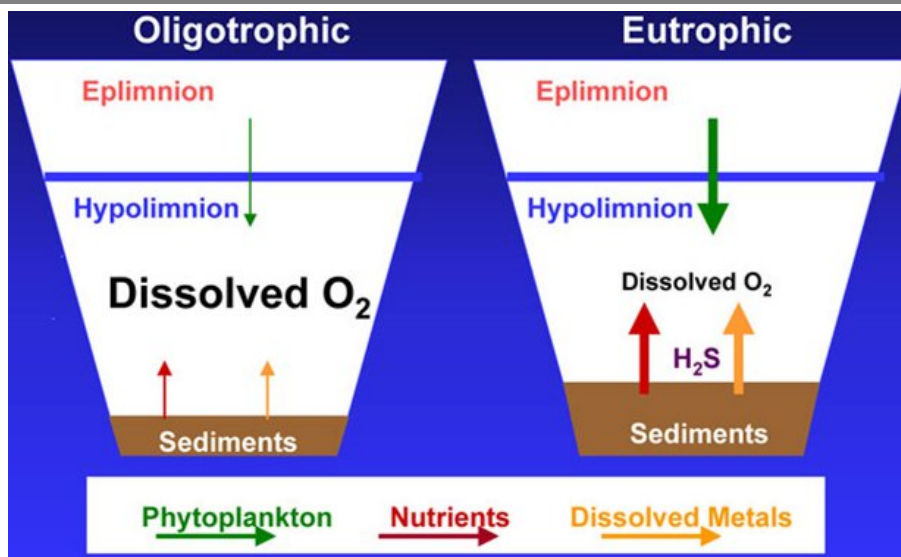 Oligotrophic
Eplimnion
Hypolimnion
Dissolved O₂
Sediments
Eutrophic
Eplimnion
Hypolimnion
Dissolved O₂
H₂S
Sediments
Phytoplankton Nutrients Dissolved Metals